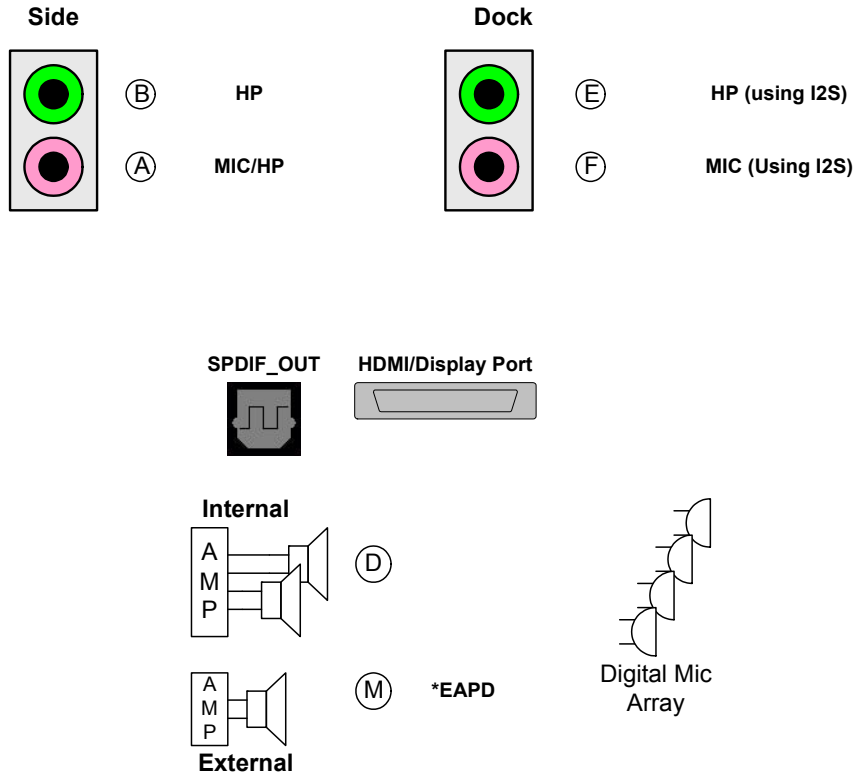 Side
Dock
B
HP
E
HP (using I2S)
A
MIC/HP
F
MIC (Using I2S)
SPDIF_OUT
HDMI/Display Port
Internal
A
M
P
D
A
M
P
M
*EAPD
External
Digital Mic
Array